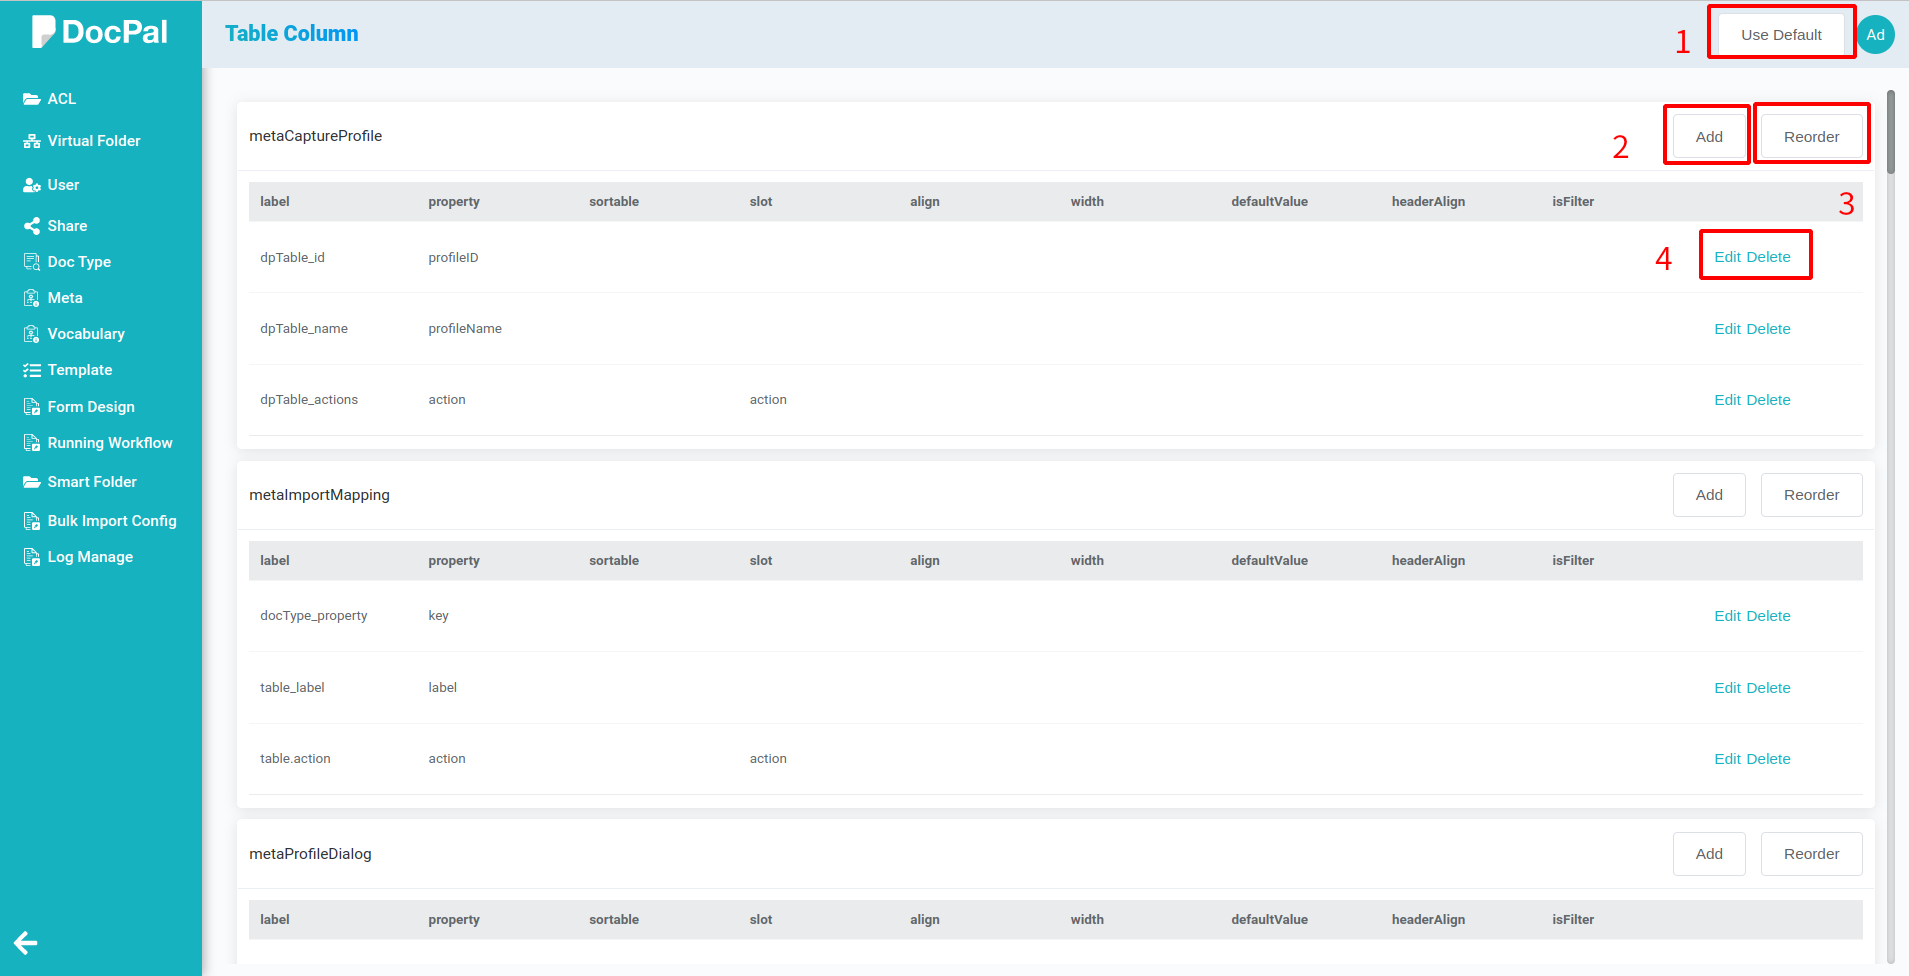 DocPal
ACL
Virtual Folder
User
Share
Doc Type
Meta
Vocabulary
Template
Form Design
Running Workflow
Smart Folder
Bulk Import Config
Log Manage
Table Column
1 Use Default Ad
metaCaptureProfile 2 Add Reorder
label property sortable slot align width defaultValue headerAlign isFilter 3
dpTable_id profileID 4 Edit Delete
dpTable_name profileName Edit Delete
dpTable_actions action action Edit Delete
metaImportMapping Add Reorder
label property sortable slot align width defaultValue headerAlign isFilter
docType_property key Edit Delete
table_label label Edit Delete
table.action action action Edit Delete
metaProfileDialog Add Reorder
label property sortable slot align width defaultValue headerAlign isFilter